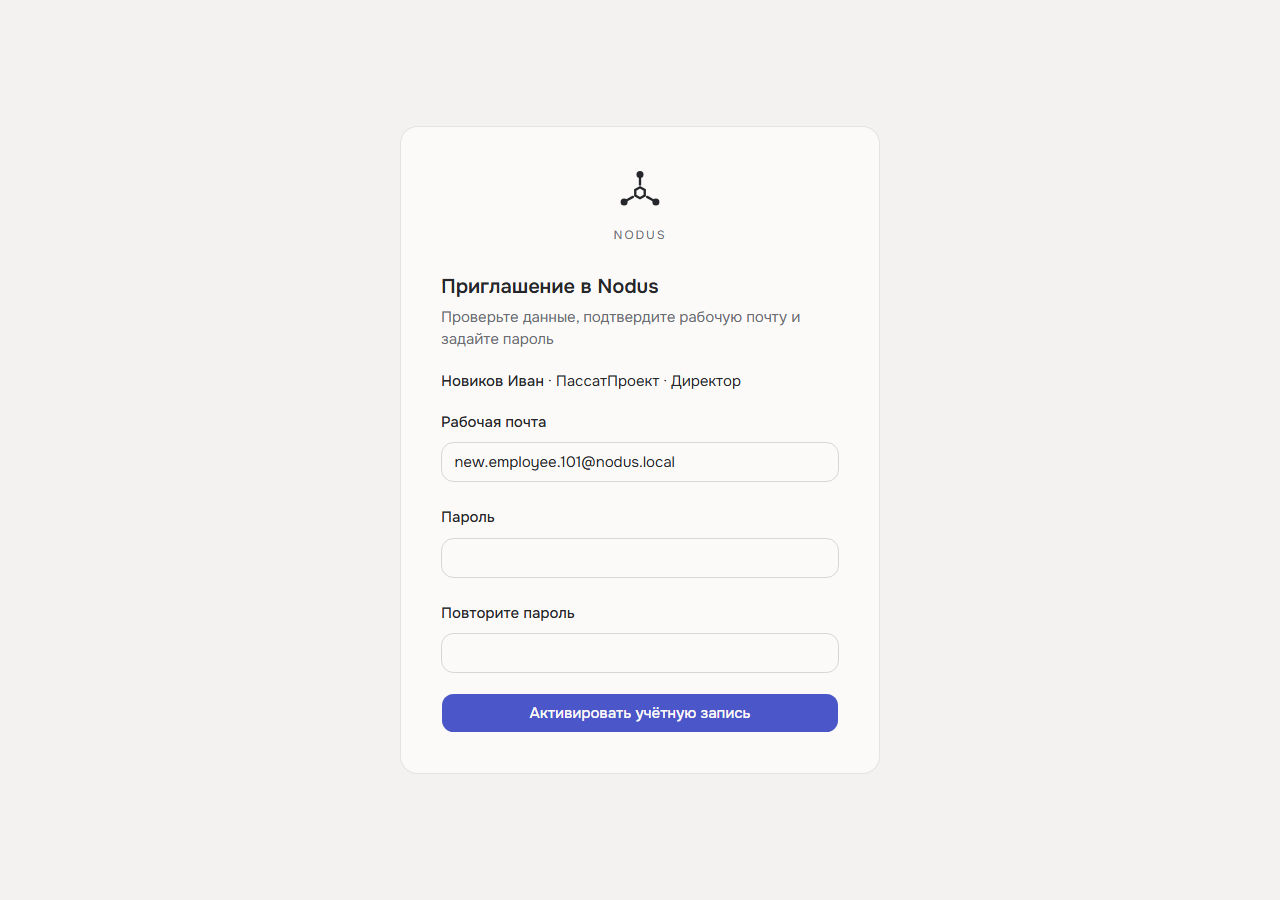 NODUS
Приглашение в Nodus
Проверьте данные, подтвердите рабочую почту и
задайте пароль
Новиков Иван · ПассатПроект · Директор
Рабочая почта
new.employee.101@nodus.local
Пароль
Повторите пароль
Активировать учётную запись